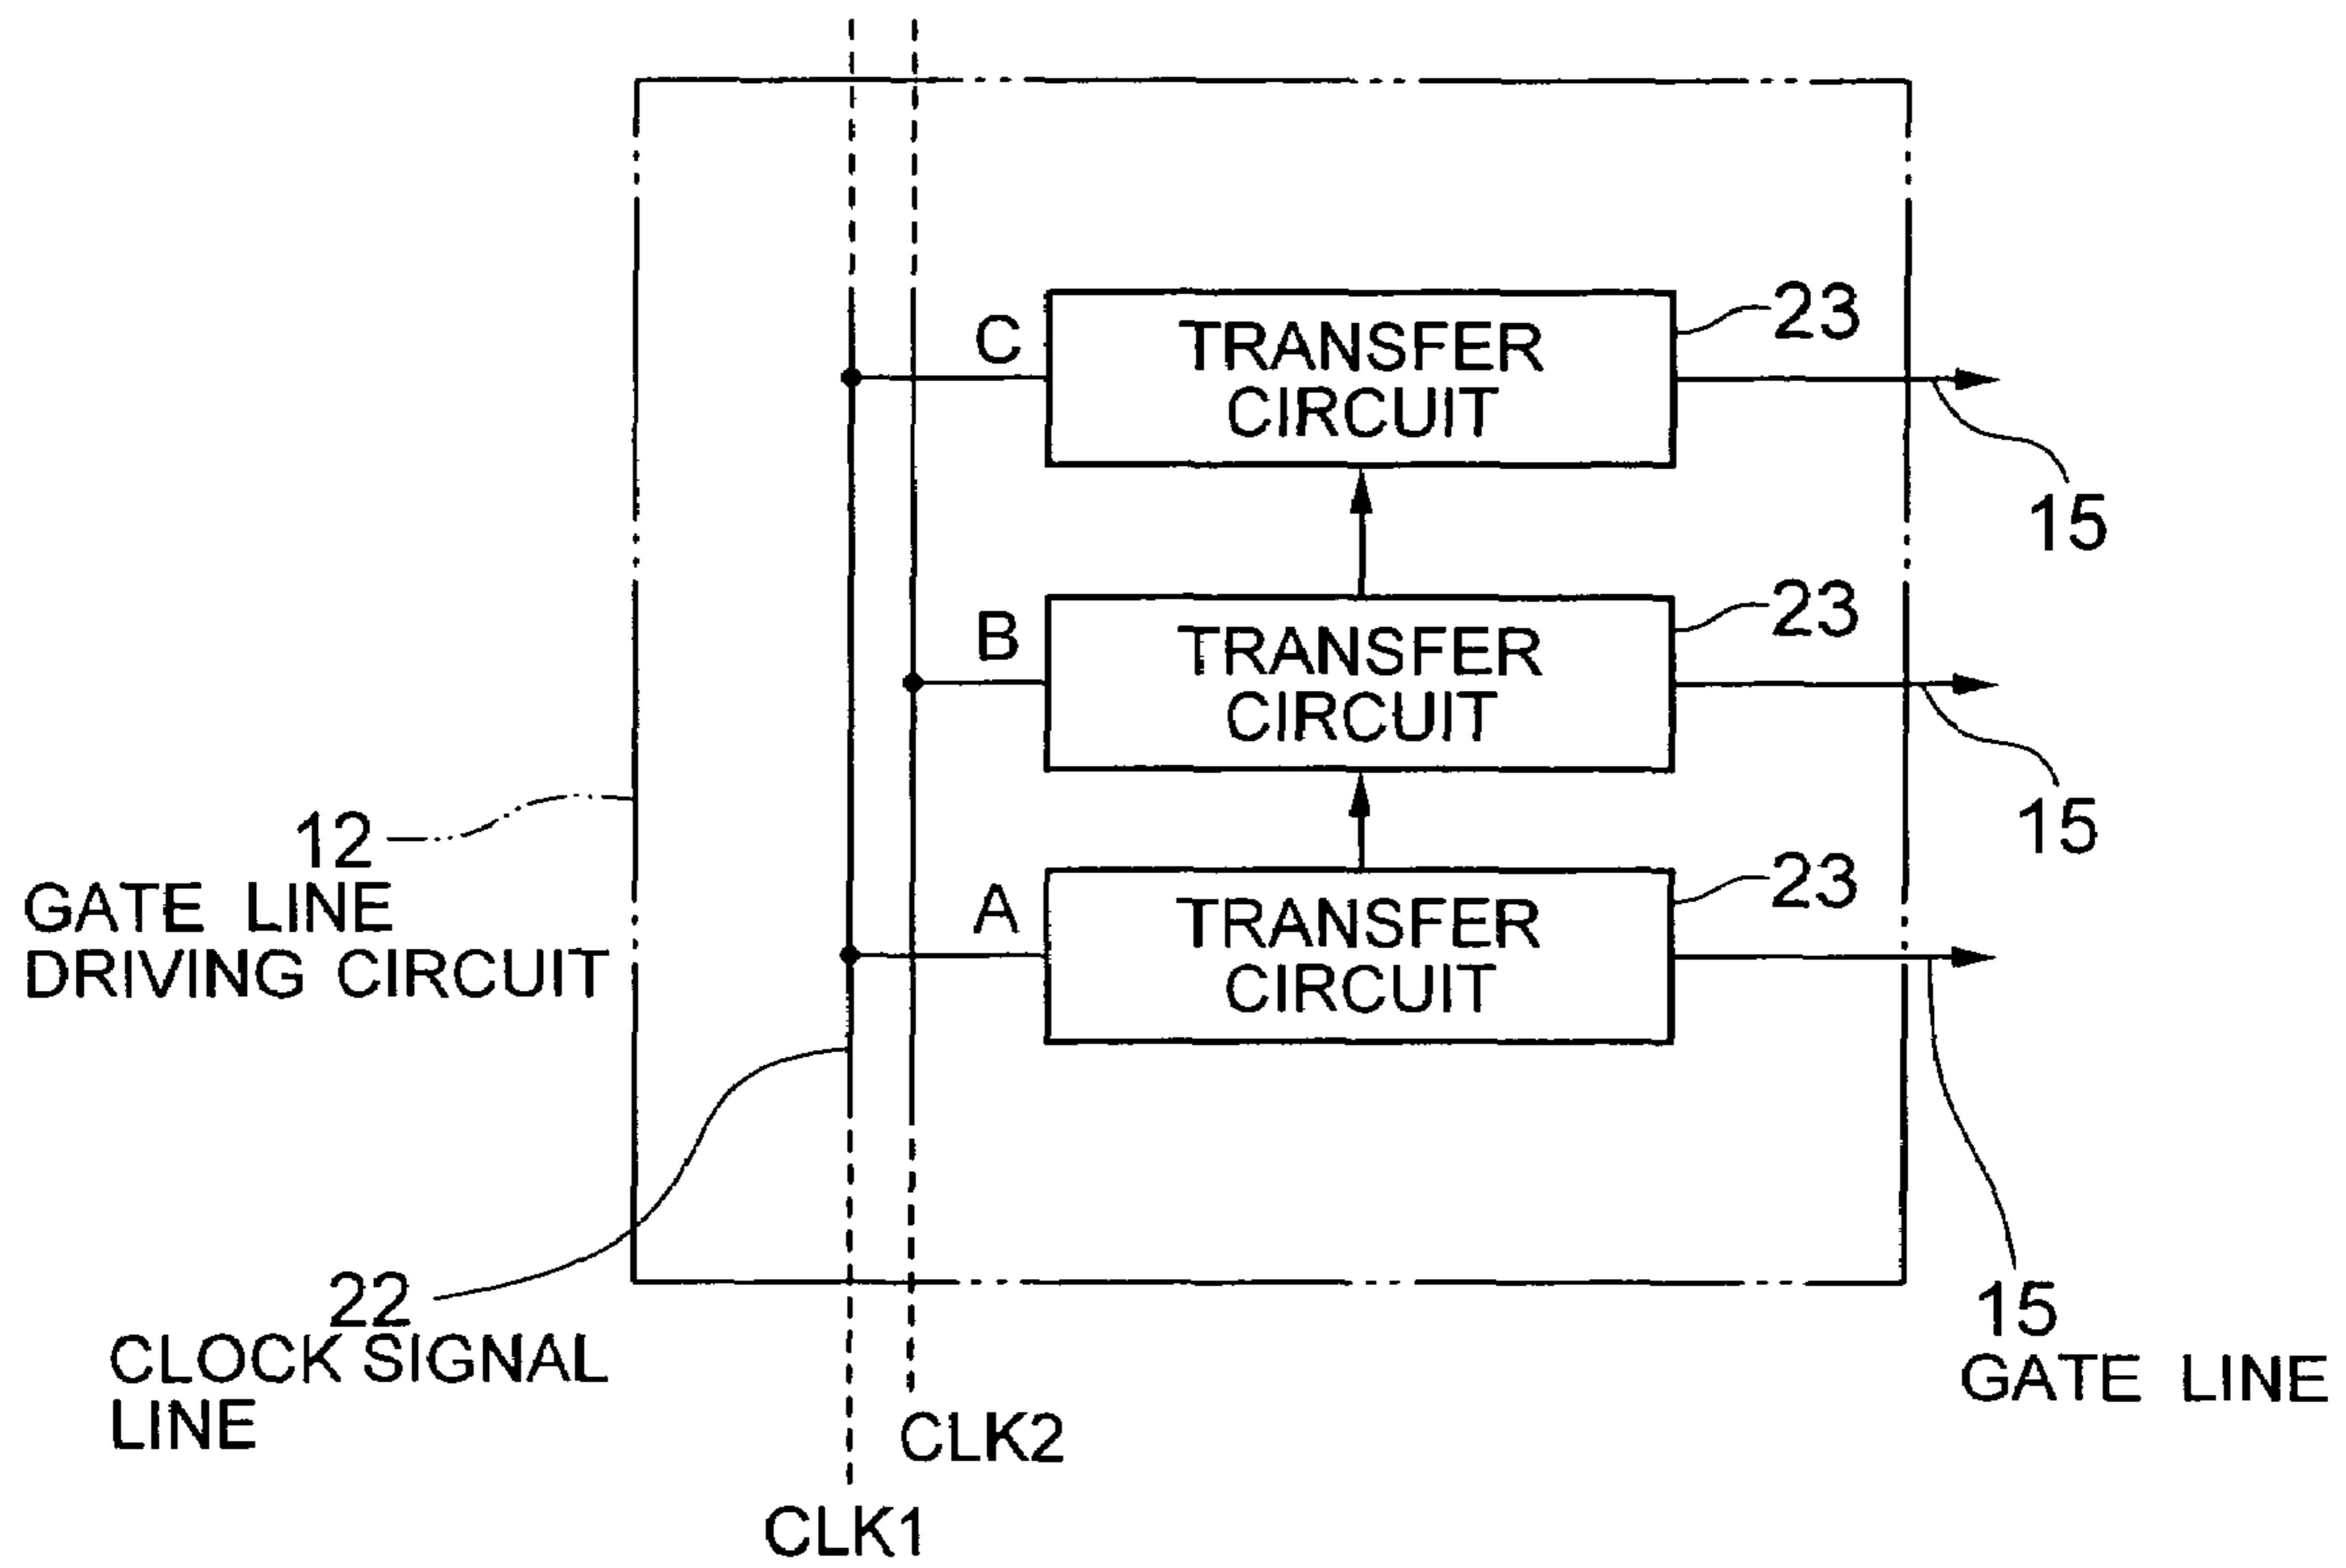 C
TRANSFER
CIRCUIT
23
15
B
TRANSFER
CIRCUIT
23
15
12
GATE LINE
DRIVING CIRCUIT
A
TRANSFER
CIRCUIT
23
22
CLOCK SIGNAL
LINE
15
GATE LINE
CLK2
CLK1